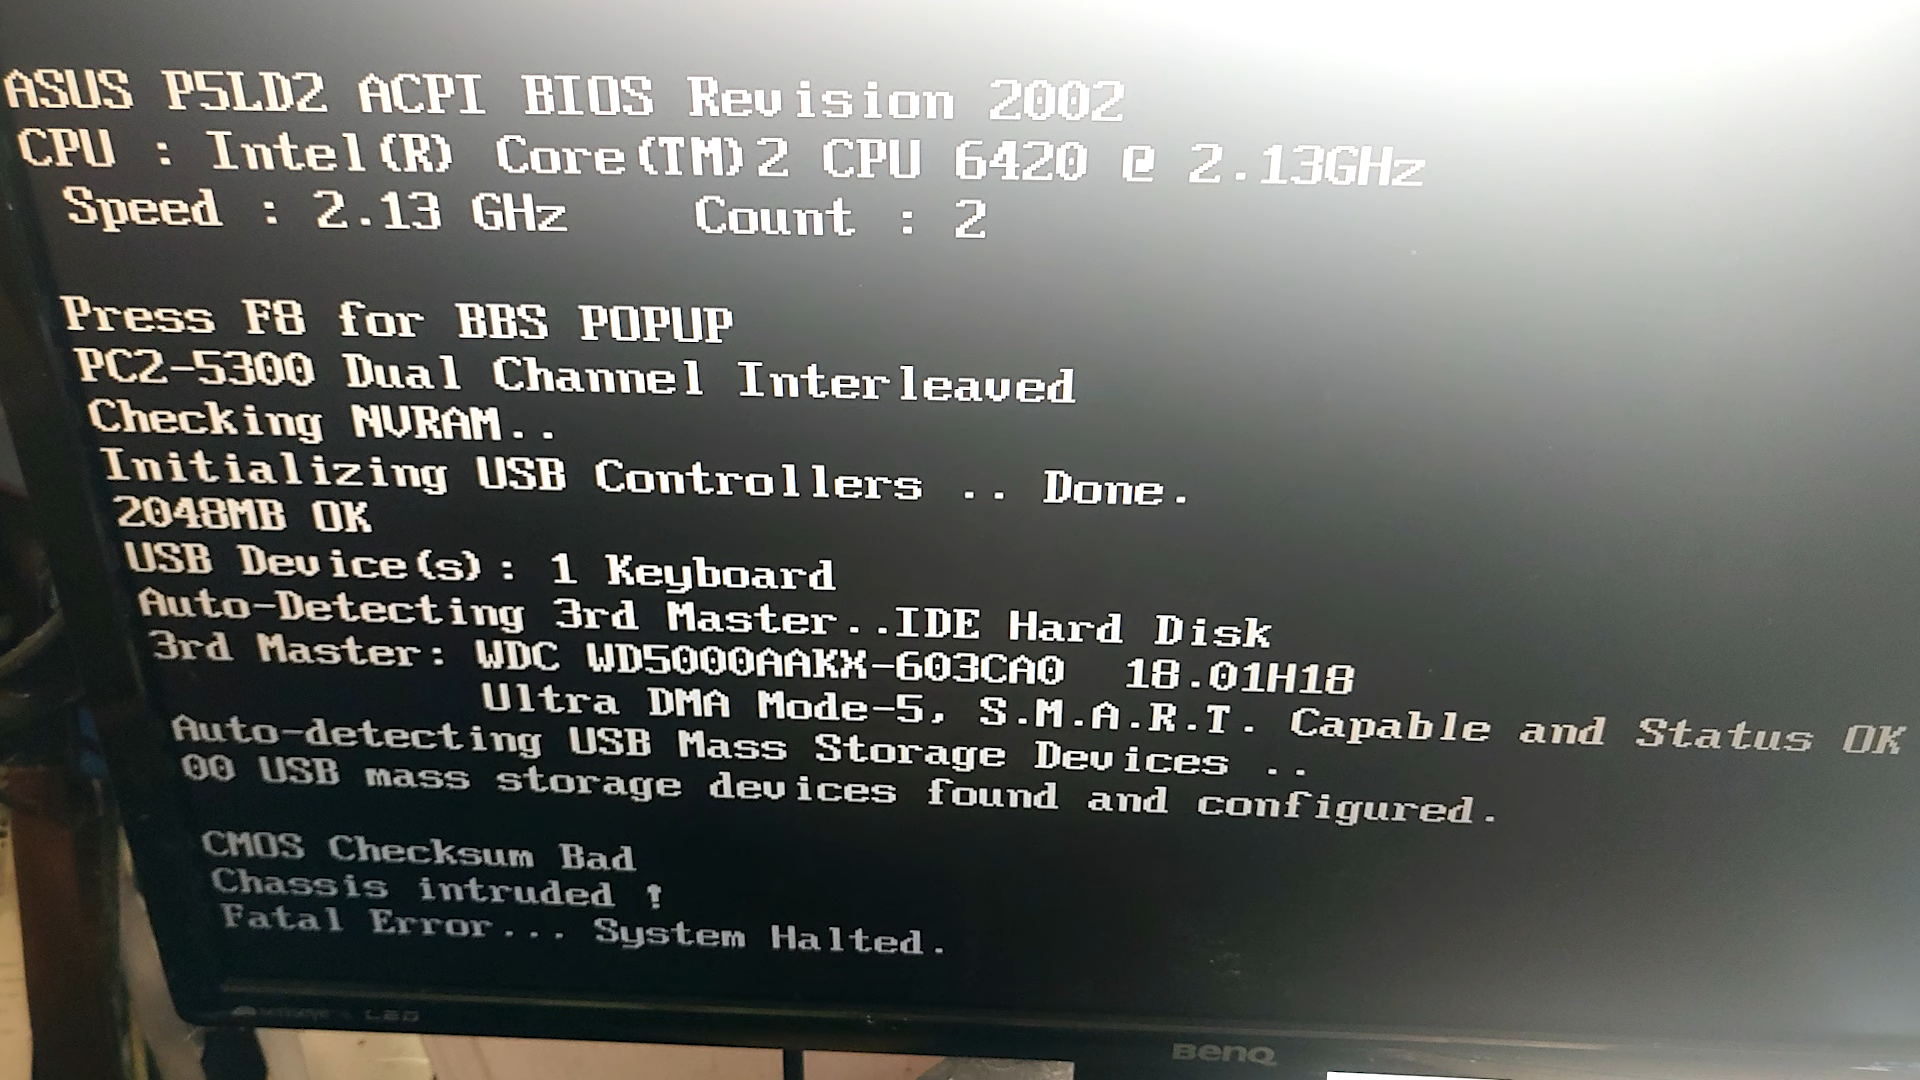 ASUS P5LD2 ACPI BIOS Revision 2002
CPU : Intel(R) Core(TM)2 CPU 6420 @ 2.13GHz
Speed : 2.13 GHz Count : 2
Press F8 for BBS POPUP
PC2-5300 Dual Channel Interleaved
Checking NVRAM..
Initializing USB Controllers .. Done.
2048MB OK
USB Device(s): 1 Keyboard
Auto-Detecting 3rd Master..IDE Hard Disk
3rd Master: WDC WD5000AAKX-603CA0 18.01H18
Ultra DMA Mode-5, S.M.A.R.T. Capable and Status OK
Auto-detecting USB Mass Storage Devices ..
00 USB mass storage devices found and configured.
CMOS Checksum Bad
Chassis intruded !
Fatal Error... System Halted.
LED
BenQ